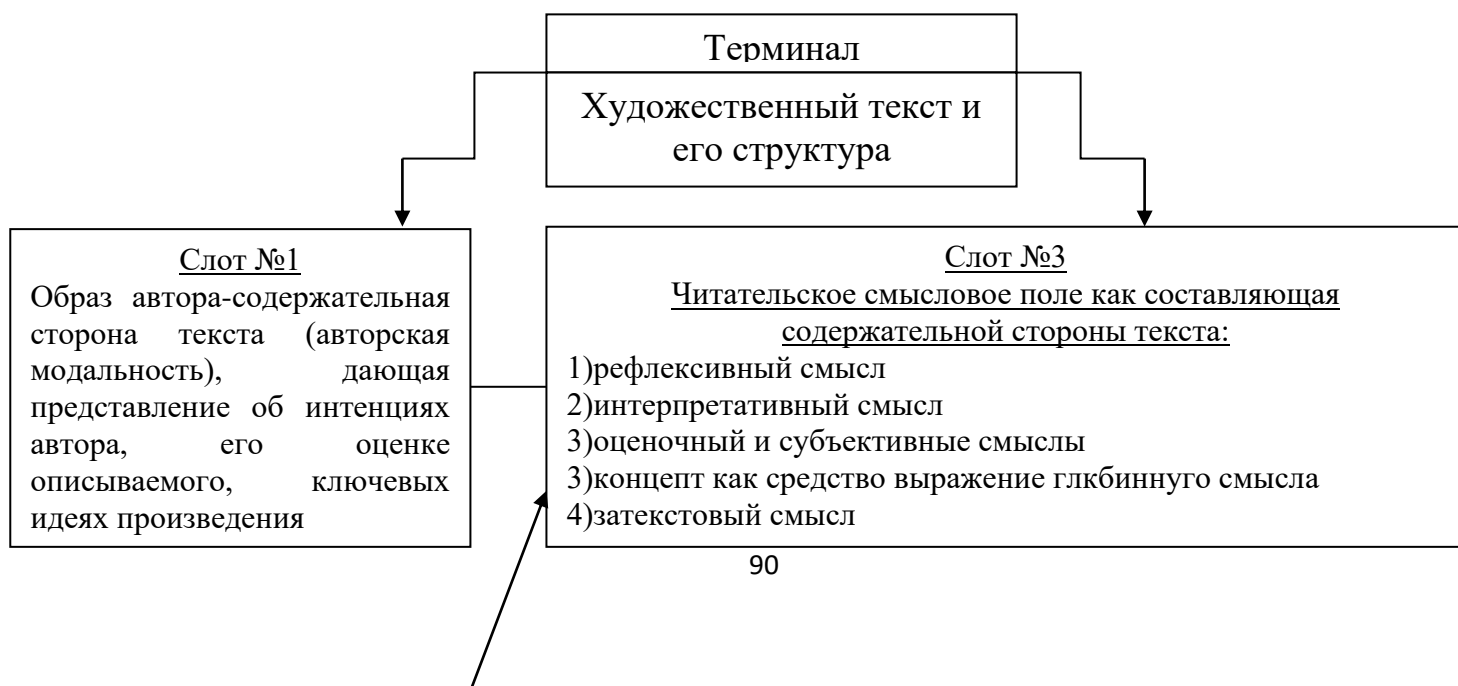 Терминал
Художественный текст и
его структура
Слот №1
Образ автора-содержательная
сторона текста (авторская
модальность), дающая
представление об интенциях
автора, его оценке
описываемого, ключевых
идеях произведения
Слот №3
Читательское смысловое поле как составляющая
содержательной стороны текста:
1)рефлексивный смысл
2)интерпретативный смысл
3)оценочный и субъективные смыслы
3)концепт как средство выражение глкбиннуго смысла
4)затекстовый смысл
90